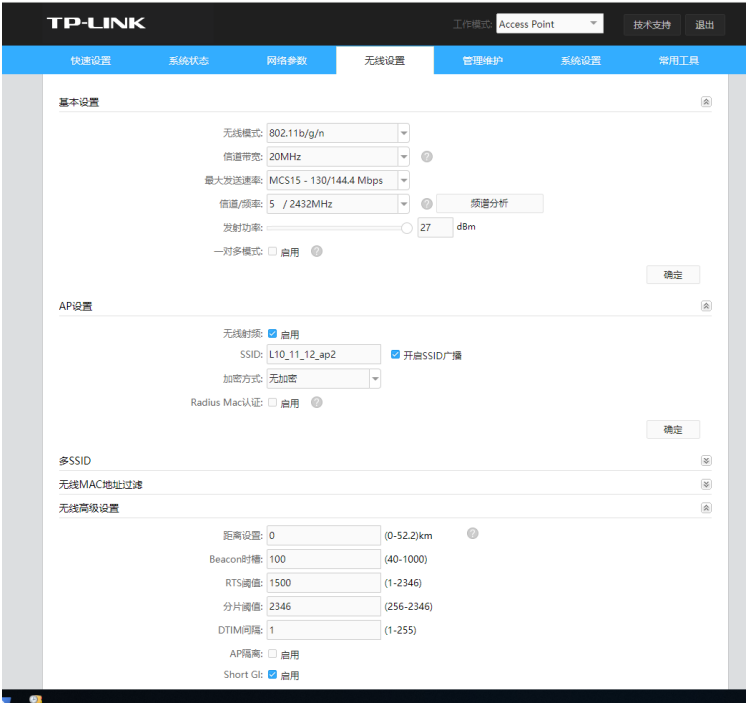 TP-LINK 工作模式: Access Point 技术支持 退出
快速设置 系统状态 网络参数 无线设置 管理维护 系统设置 常用工具
基本设置
无线模式: 802.11b/g/n
信道带宽: 20MHz ?
最大发送速率: MCS15 - 130/144.4 Mbps
信道/频率: 5 / 2432MHz ? 频谱分析
发射功率: 27 dBm
一对多模式: 启用 ?
确定
AP设置
无线射频: 启用
SSID: L10_11_12_ap2 开启SSID广播
加密方式: 无加密
Radius Mac认证: 启用 ?
确定
多SSID
无线MAC地址过滤
无线高级设置
距离设置: 0 (0-52.2)km ?
Beacon时槽: 100 (40-1000)
RTS阈值: 1500 (1-2346)
分片阈值: 2346 (256-2346)
DTIM间隔: 1 (1-255)
AP隔离: 启用
Short GI: 启用